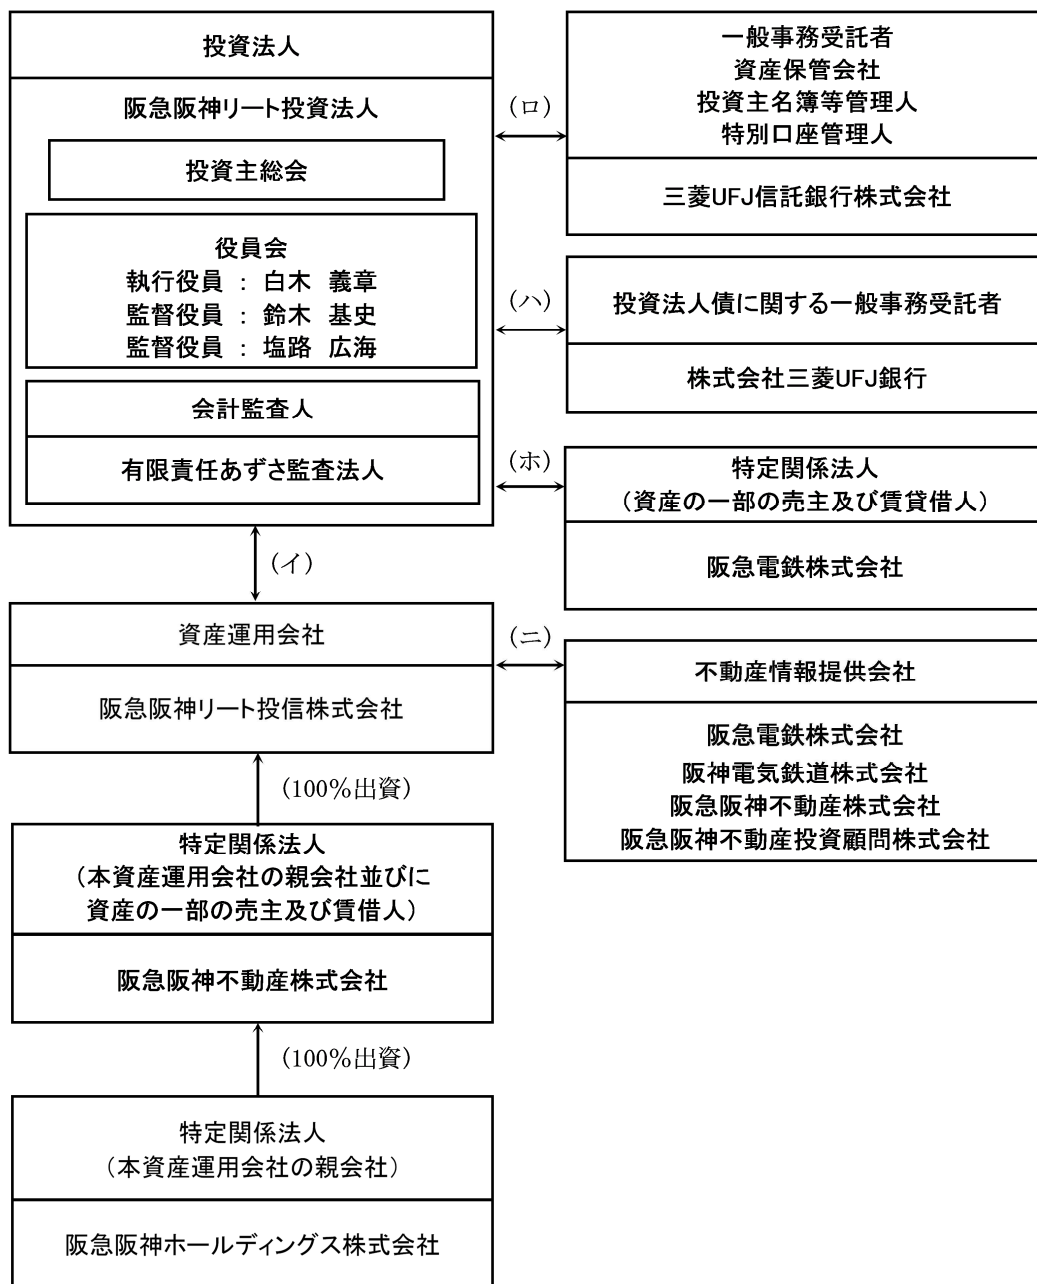 投資法人
阪急阪神リート投資法人
投資主総会
役員会
執行役員 : 白木 義章
監督役員 : 鈴木 基史
監督役員 : 塩路 広海
会計監査人
有限責任あずさ監査法人
(イ)
資産運用会社
阪急阪神リート投信株式会社
(100%出資)
特定関係法人
(本資産運用会社の親会社並びに
資産の一部の売主及び賃借人)
阪急阪神不動産株式会社
(100%出資)
特定関係法人
(本資産運用会社の親会社)
阪急阪神ホールディングス株式会社
(ロ)
一般事務受託者
資産保管会社
投資主名簿等管理人
特別口座管理人
三菱UFJ信託銀行株式会社
(ハ)
投資法人債に関する一般事務受託者
株式会社三菱UFJ銀行
(ホ)
特定関係法人
(資産の一部の売主及び賃貸借人)
阪急電鉄株式会社
(ニ)
不動産情報提供会社
阪急電鉄株式会社
阪神電気鉄道株式会社
阪急阪神不動産株式会社
阪急阪神不動産投資顧問株式会社